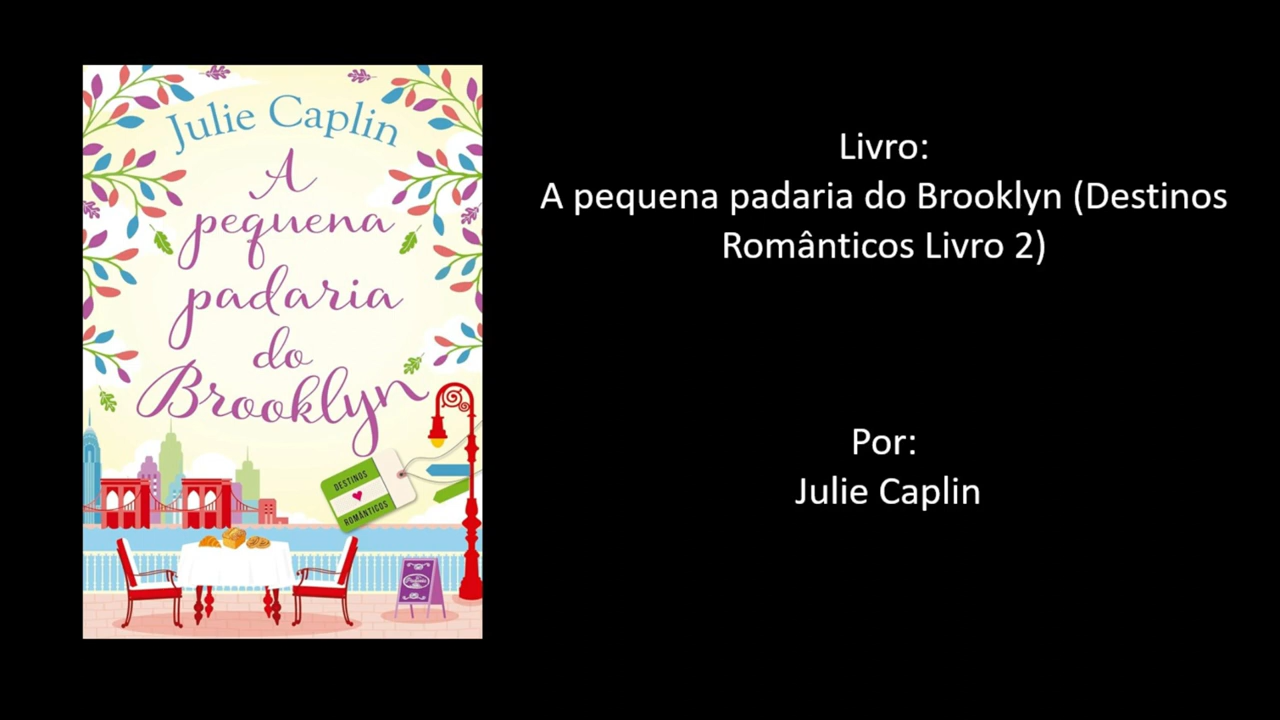 Julie Caplin
A
pequena
padaria
do
Brooklyn
DESTINOS
ROMÂNTICOS
Livro:
A pequena padaria do Brooklyn (Destinos
Românticos Livro 2)
Por:
Julie Caplin